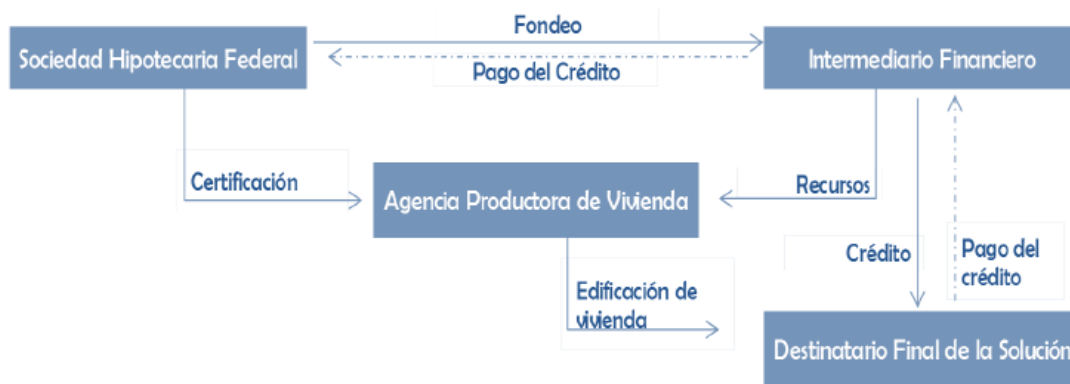 Fondeo
Sociedad Hipotecaria Federal
Intermediario Financiero
Pago del Crédito
Certificación
Recursos
Agencia Productora de Vivienda
Crédito
Pago del
crédito
Edificación de
vivienda
Destinatario Final de la Solución